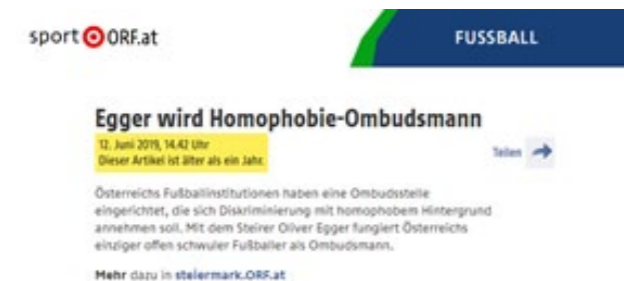 sport ORF.at
FUSSBALL
Egger wird Homophobie-Ombudsmann
12. Juni 2019, 14.42 Uhr
Dieser Artikel ist älter als ein Jahr.
Teilen
Österreichs Fußballinstitutionen haben eine Ombudsstelle
eingerichtet, die sich Diskriminierung mit homophobem Hintergrund
annehmen soll. Mit dem Steirer Oliver Egger fungiert Österreichs
einziger offen schwuler Fußballer als Ombudsmann.
Mehr dazu in steiermark.ORF.at